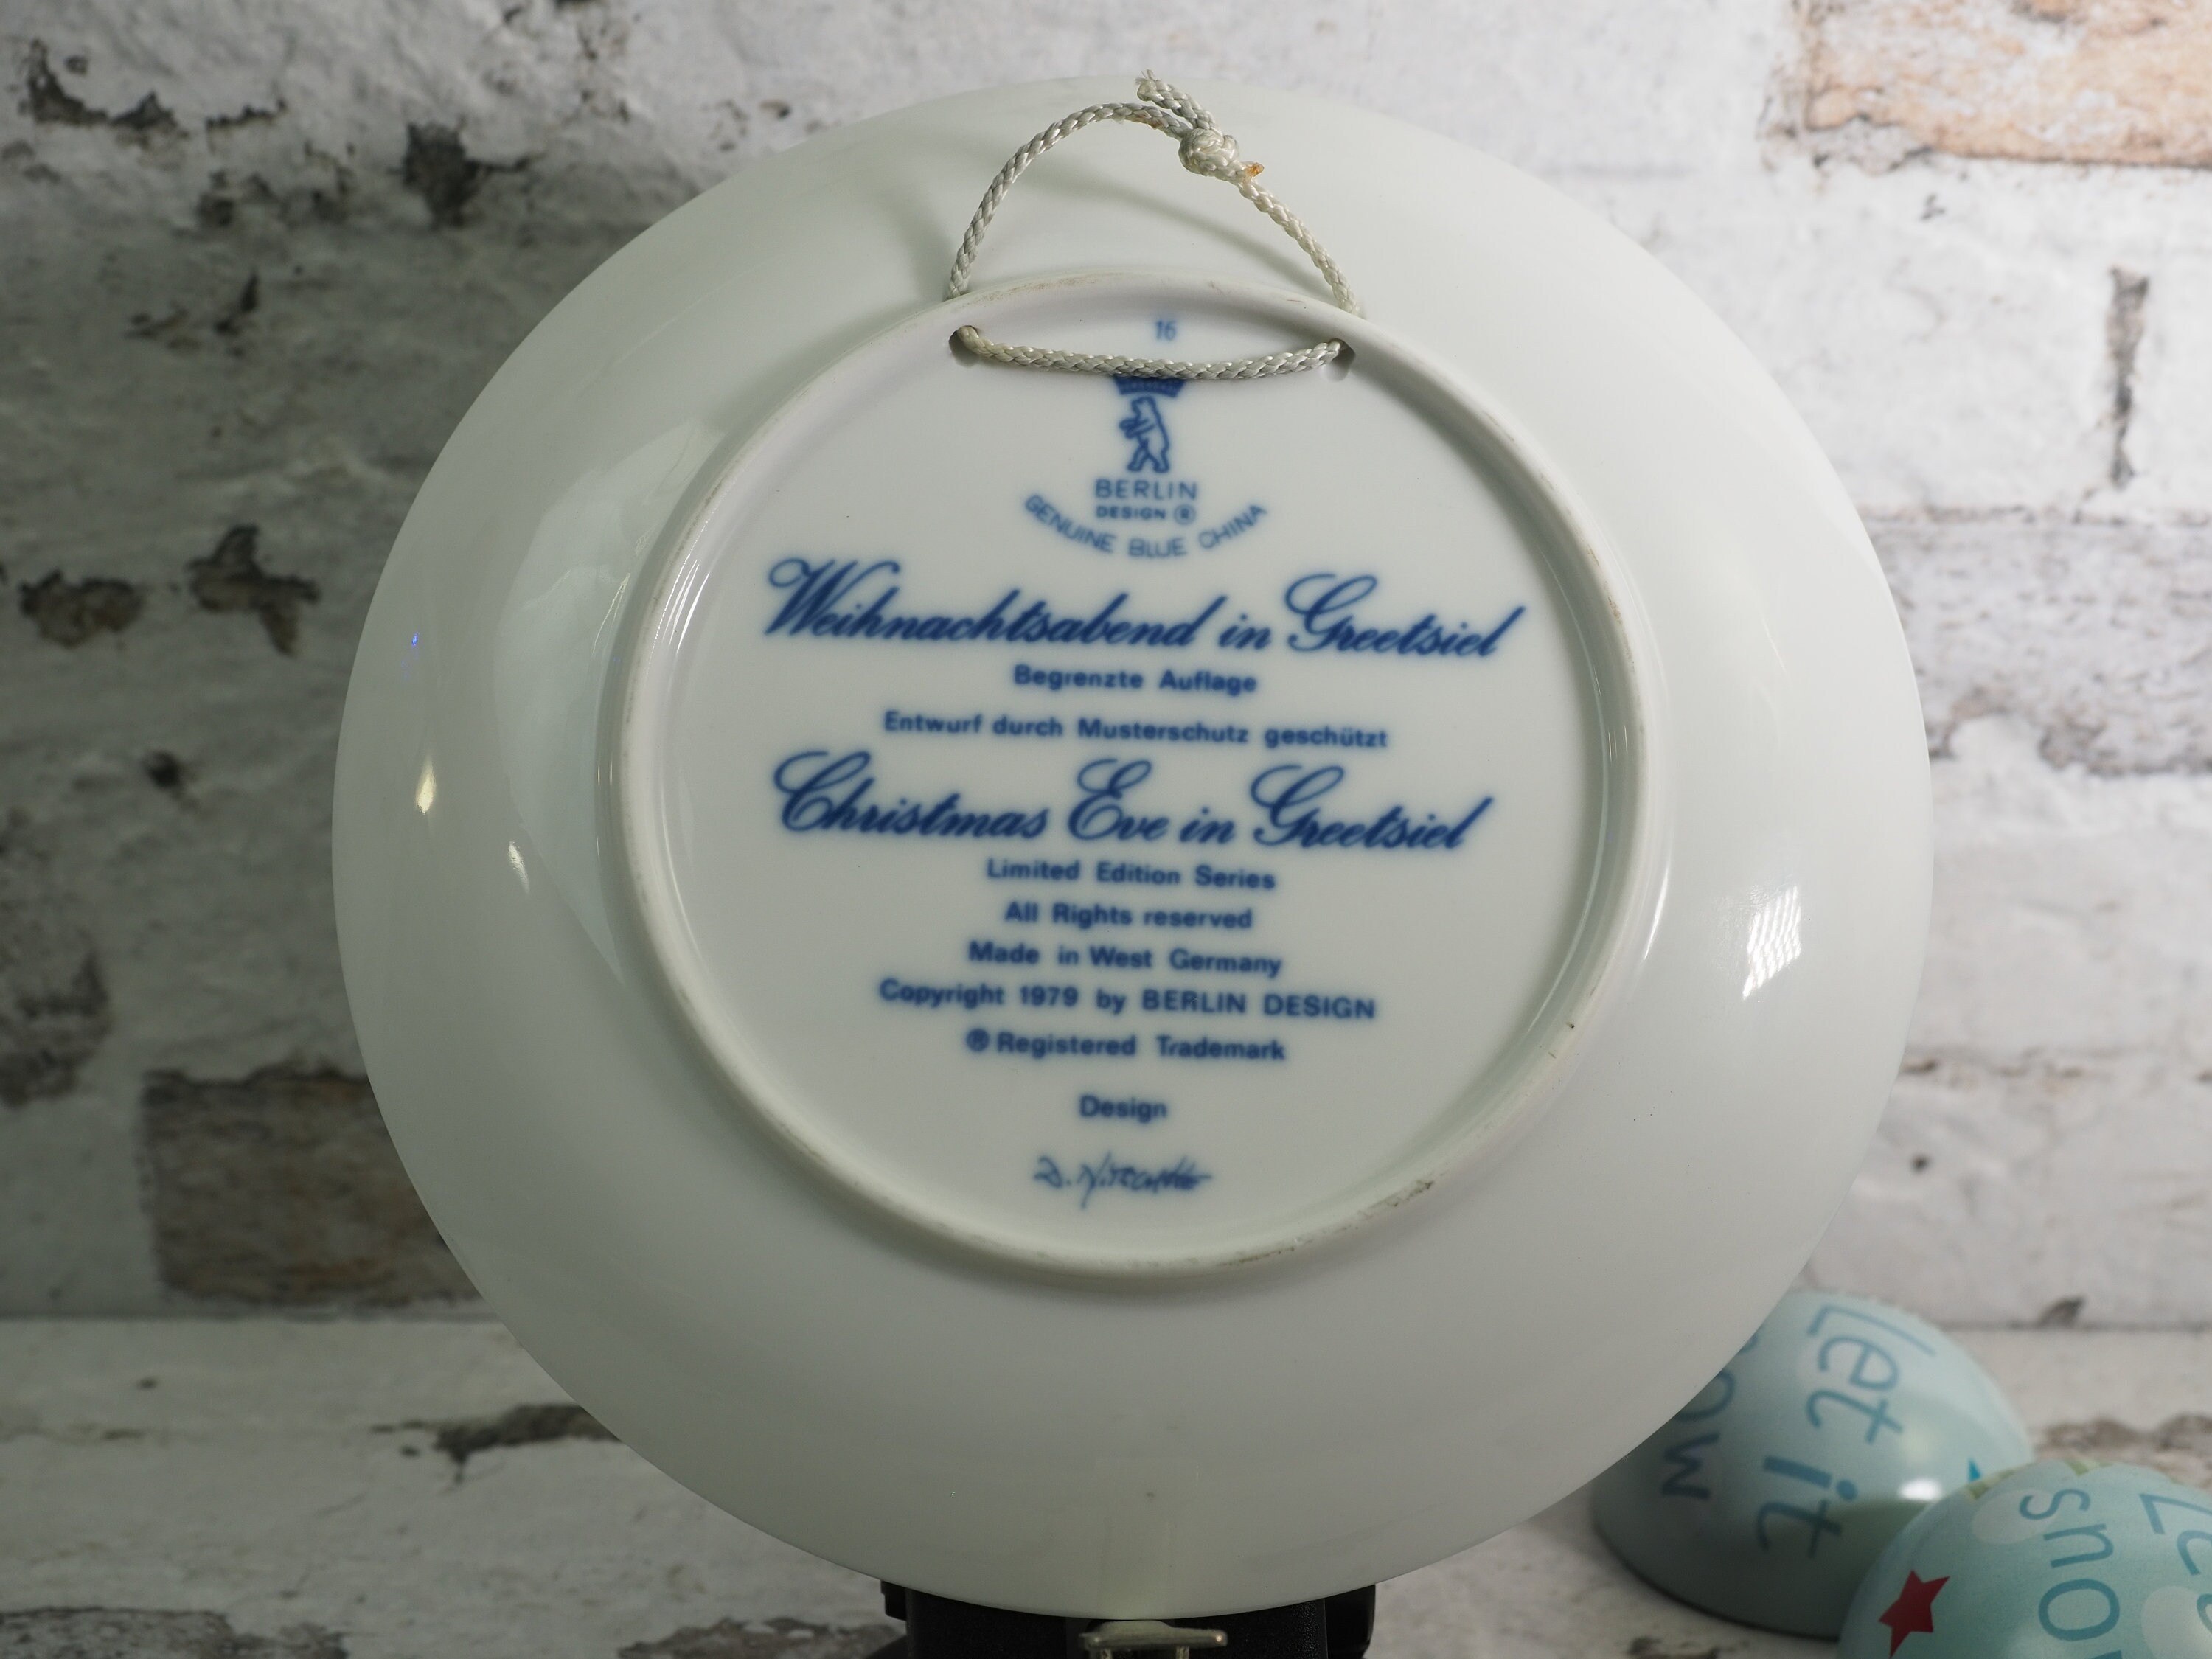 16
BERLIN
DESIGN ®
GENUINE BLUE CHINA
Weihnachtsabend in Greetsiel
Begrenzte Auflage
Entwurf durch Musterschutz geschützt
Christmas Eve in Greetsiel
Limited Edition Series
All Rights reserved
Made in West Germany
Copyright 1979 by BERLIN DESIGN
® Registered Trademark
Design
Let it
Let